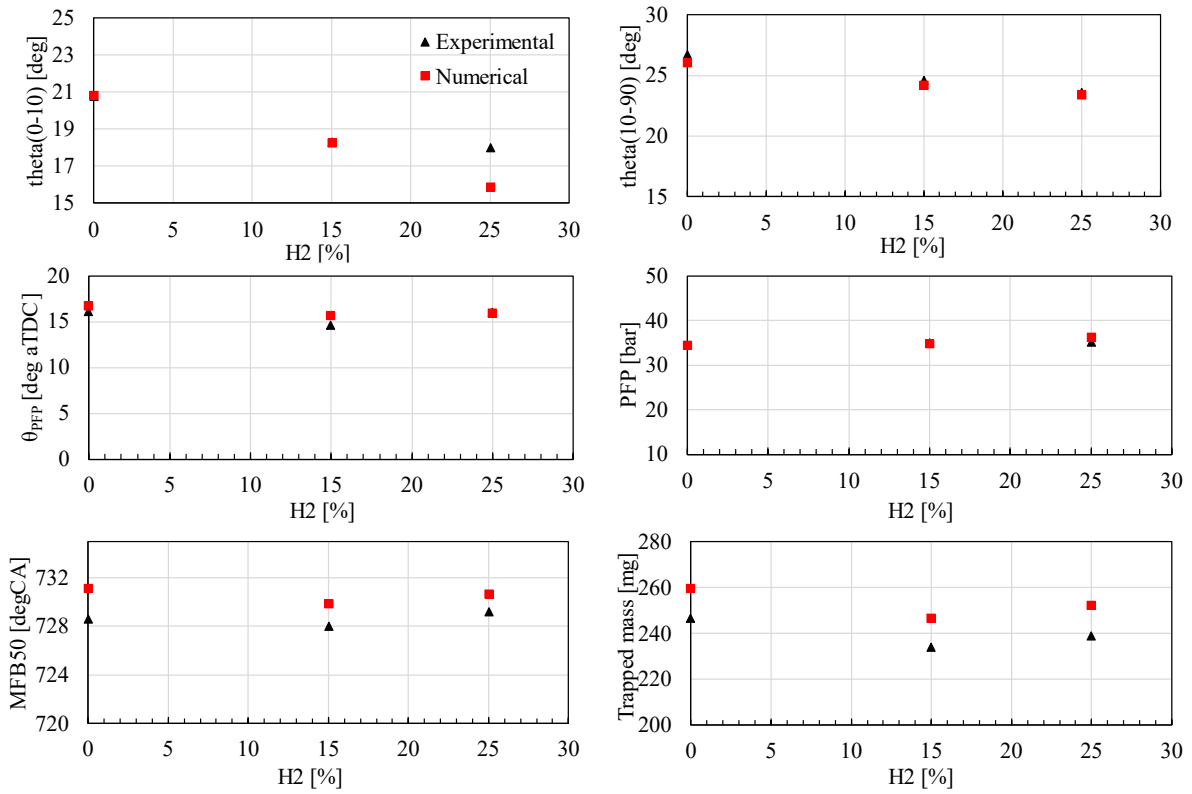 25
23
21
19
17
15
theta(0-10) [deg]
Experimental
Numerical
0 5 10 15 20 25 30
H2 [%]
30
25
20
15
theta(10-90) [deg]
0 5 10 15 20 25 30
H2 [%]
20
15
10
5
0
θPFP [deg aTDC]
0 5 10 15 20 25 30
H2 [%]
50
40
30
20
10
PFP [bar]
0 5 10 15 20 25 30
H2 [%]
732
728
724
720
MFB50 [degCA]
0 5 10 15 20 25 30
H2 [%]
280
260
240
220
200
Trapped mass [mg]
0 5 10 15 20 25 30
H2 [%]